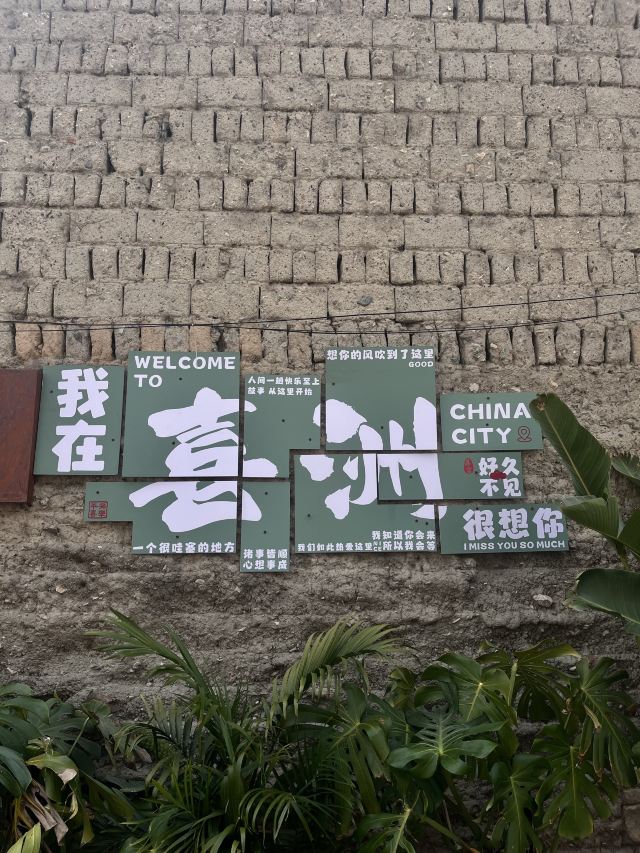 我
在
WELCOME
TO
喜洲
人间一趟快乐至上
故事 从这里开始
想你的风吹到了这里
GOOD
CHINA
CITY
好久
不见
一个很哇塞的地方
诸事皆顺
心想事成
我们如此热爱这里
我知道你会来
所以我会等
很想你
I MISS YOU SO MUCH